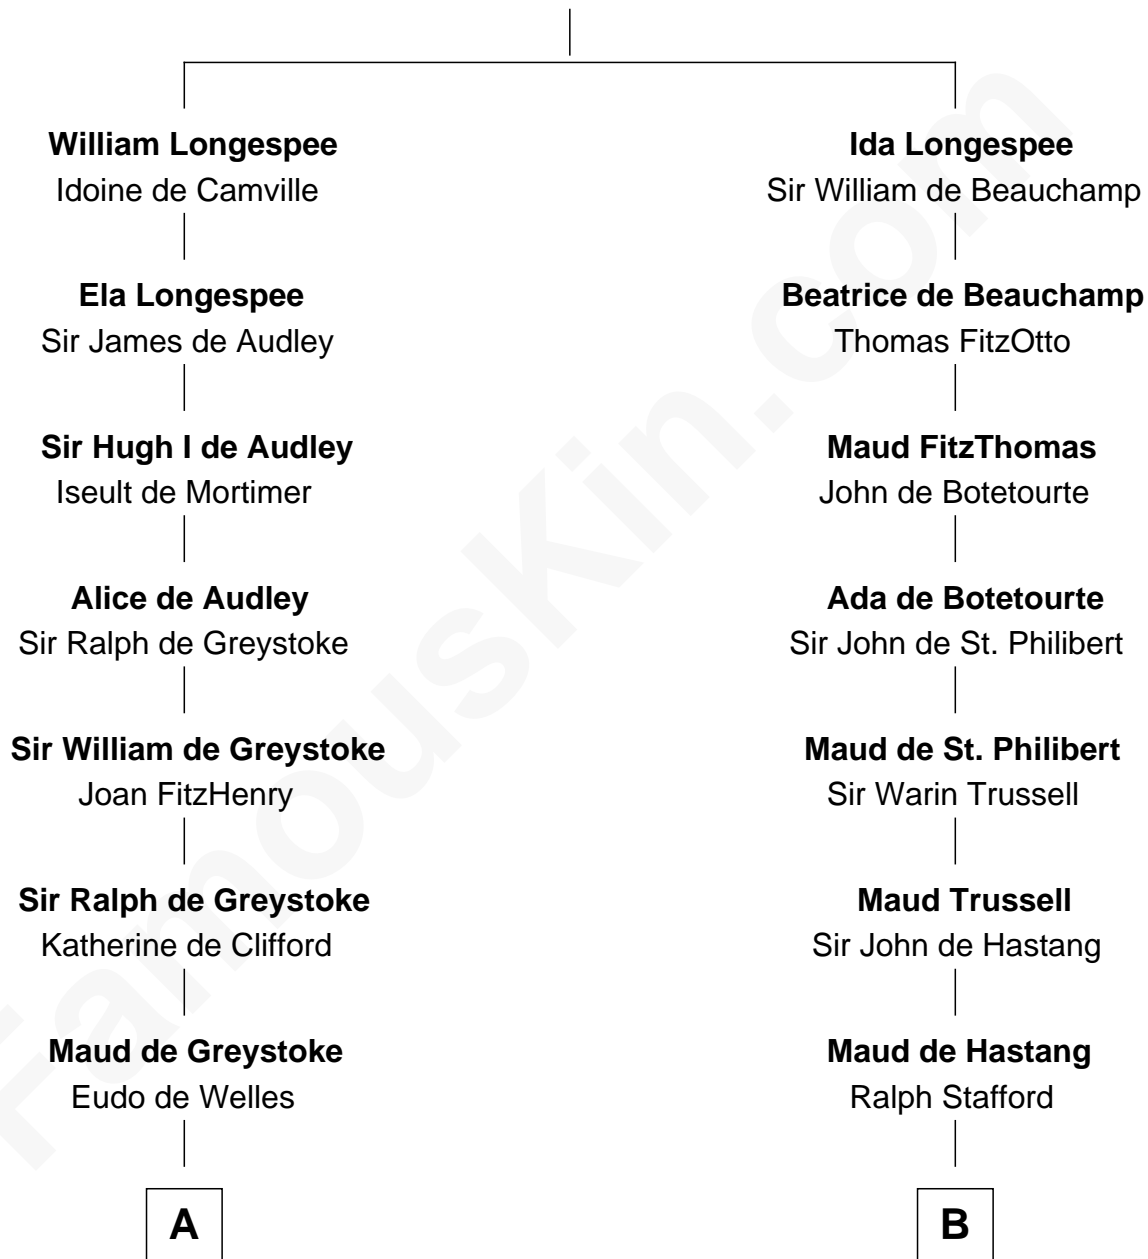 William Longespee
Idoine de Camville
Ela Longespee
Sir James de Audley
Sir Hugh I de Audley
Iseult de Mortimer
Alice de Audley
Sir Ralph de Greystoke
Sir William de Greystoke
Joan FitzHenry
Sir Ralph de Greystoke
Katherine de Clifford
Maud de Greystoke
Eudo de Welles
A
Ida Longespee
Sir William de Beauchamp
Beatrice de Beauchamp
Thomas FitzOtto
Maud FitzThomas
John de Botetourte
Ada de Botetourte
Sir John de St. Philibert
Maud de St. Philibert
Sir Warin Trussell
Maud Trussell
Sir John de Hastang
Maud de Hastang
Ralph Stafford
B
FamousKin.com